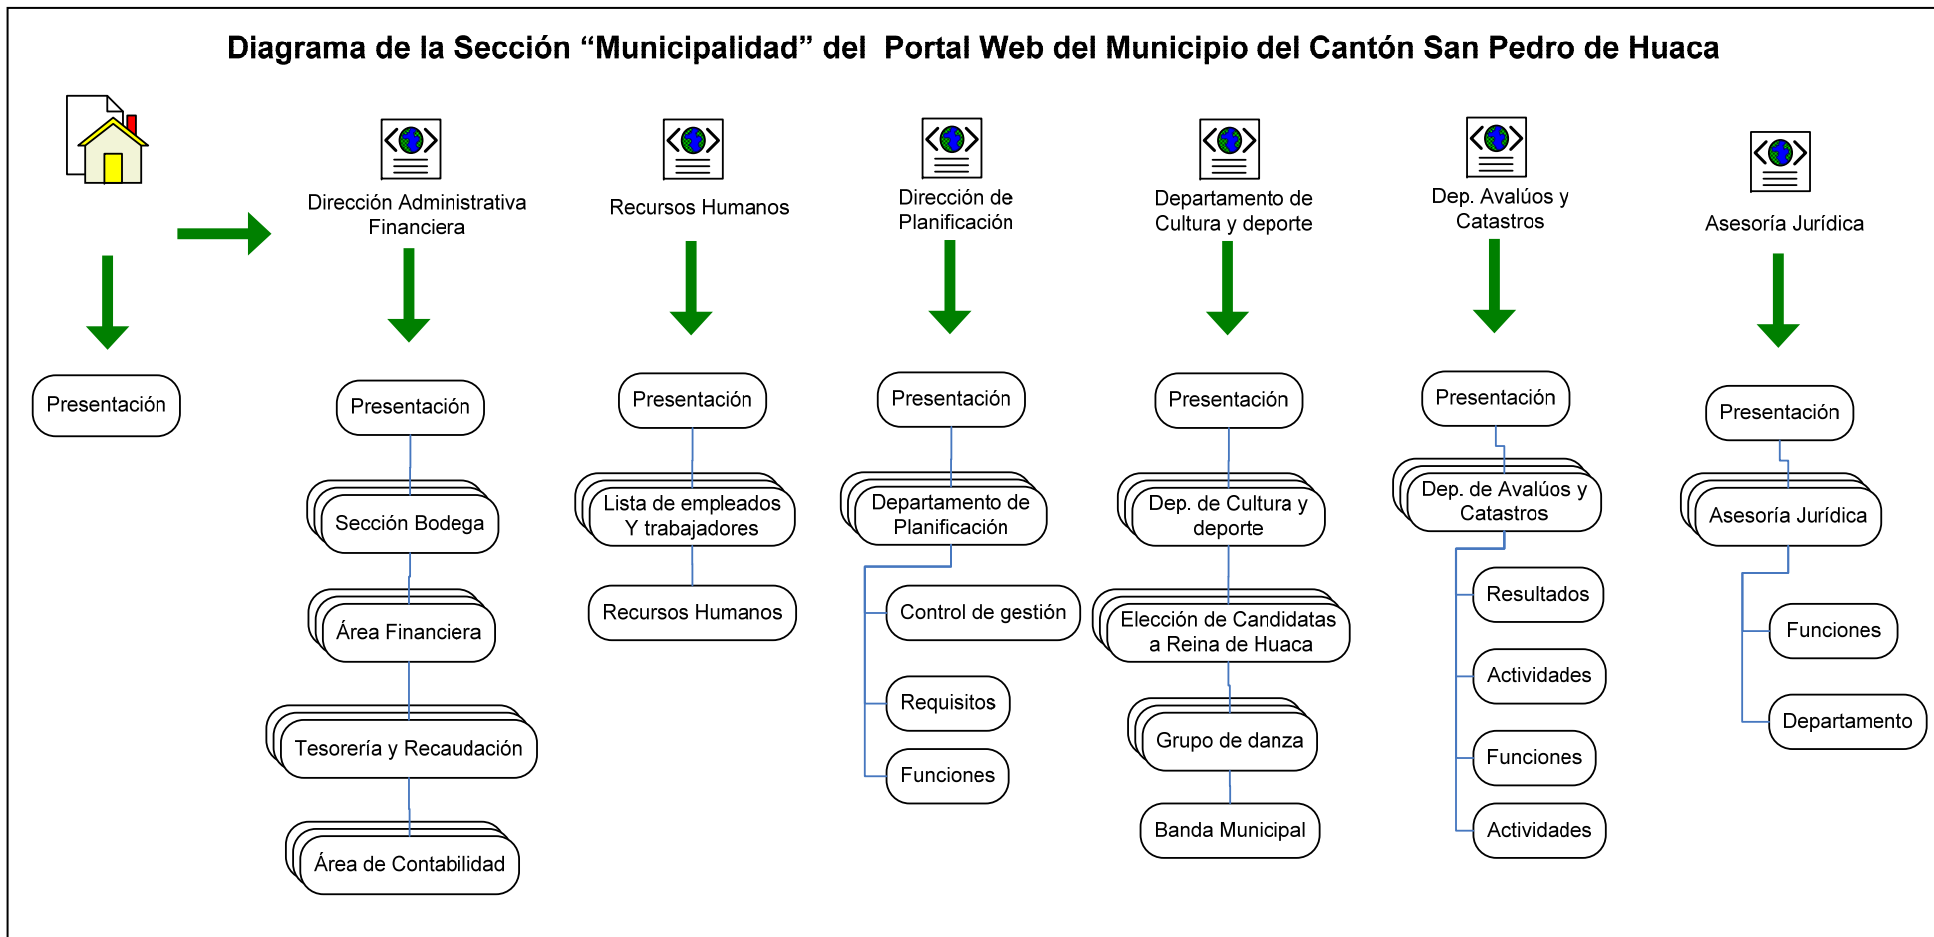 Diagrama de la Sección “Municipalidad” del  Portal Web del Municipio del Cantón San Pedro de Huaca
Presentación
Dirección Administrativa
Financiera
Presentación
Sección Bodega
Área Financiera
Tesorería y Recaudación
Área de Contabilidad
Recursos Humanos
Presentación
Lista de empleados
Y trabajadores
Recursos Humanos
Dirección de
Planificación
Presentación
Departamento de
Planificación
Control de gestión
Requisitos
Funciones
Departamento de
Cultura y deporte
Presentación
Dep. de Cultura y
deporte
Elección de Candidatas
a Reina de Huaca
Grupo de danza
Banda Municipal
Dep. Avalúos y
Catastros
Presentación
Dep. de Avalúos y
Catastros
Resultados
Actividades
Funciones
Actividades
Asesoría Jurídica
Presentación
Asesoría Jurídica
Funciones
Departamento